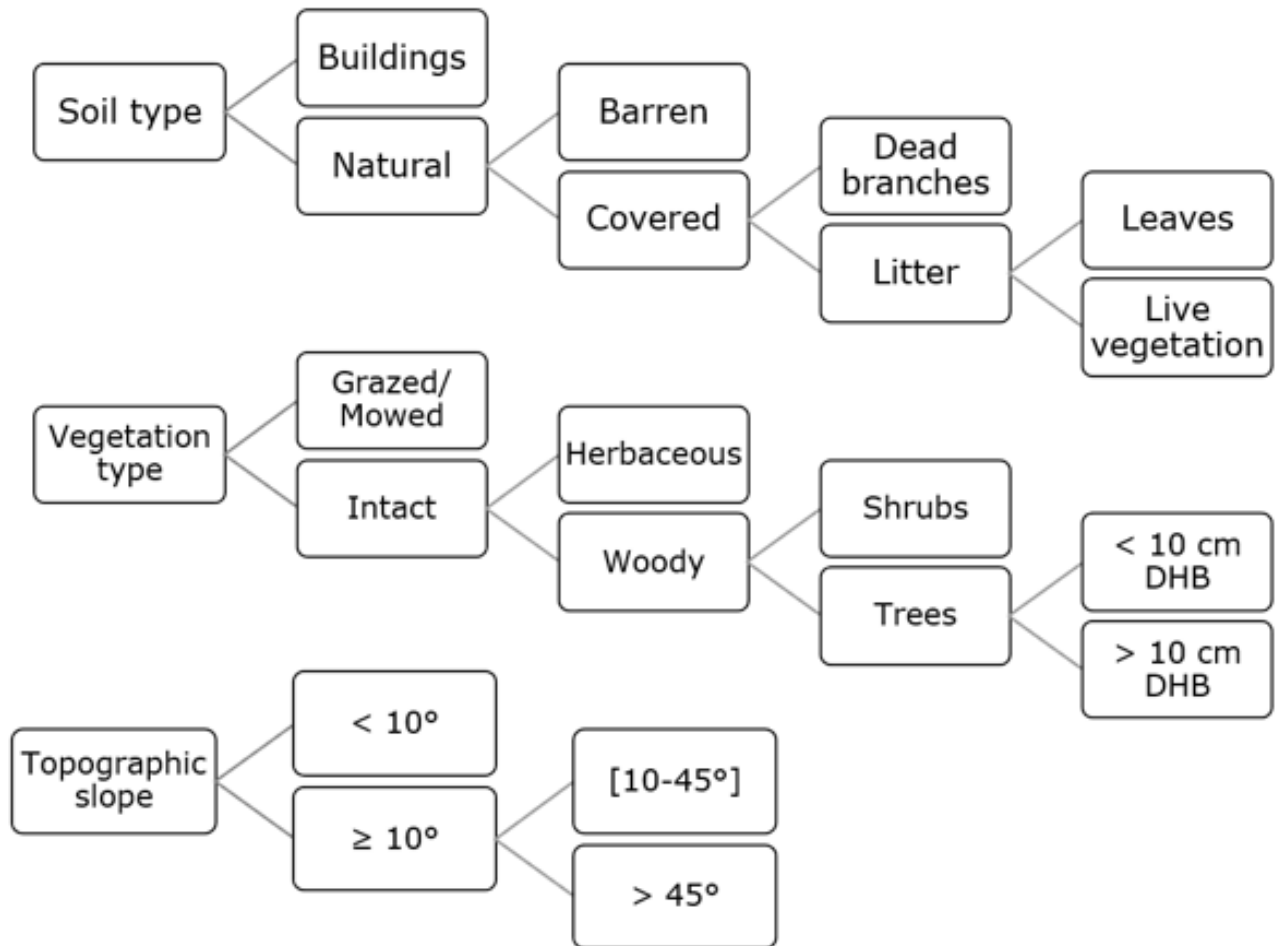 Soil type
Buildings
Natural
Barren
Covered
Dead
branches
Litter
Leaves
Live
vegetation
Vegetation
type
Grazed/
Mowed
Intact
Herbaceous
Woody
Shrubs
Trees
< 10 cm
DHB
> 10 cm
DHB
Topographic
slope
< 10°
≥ 10°
[10-45°]
> 45°